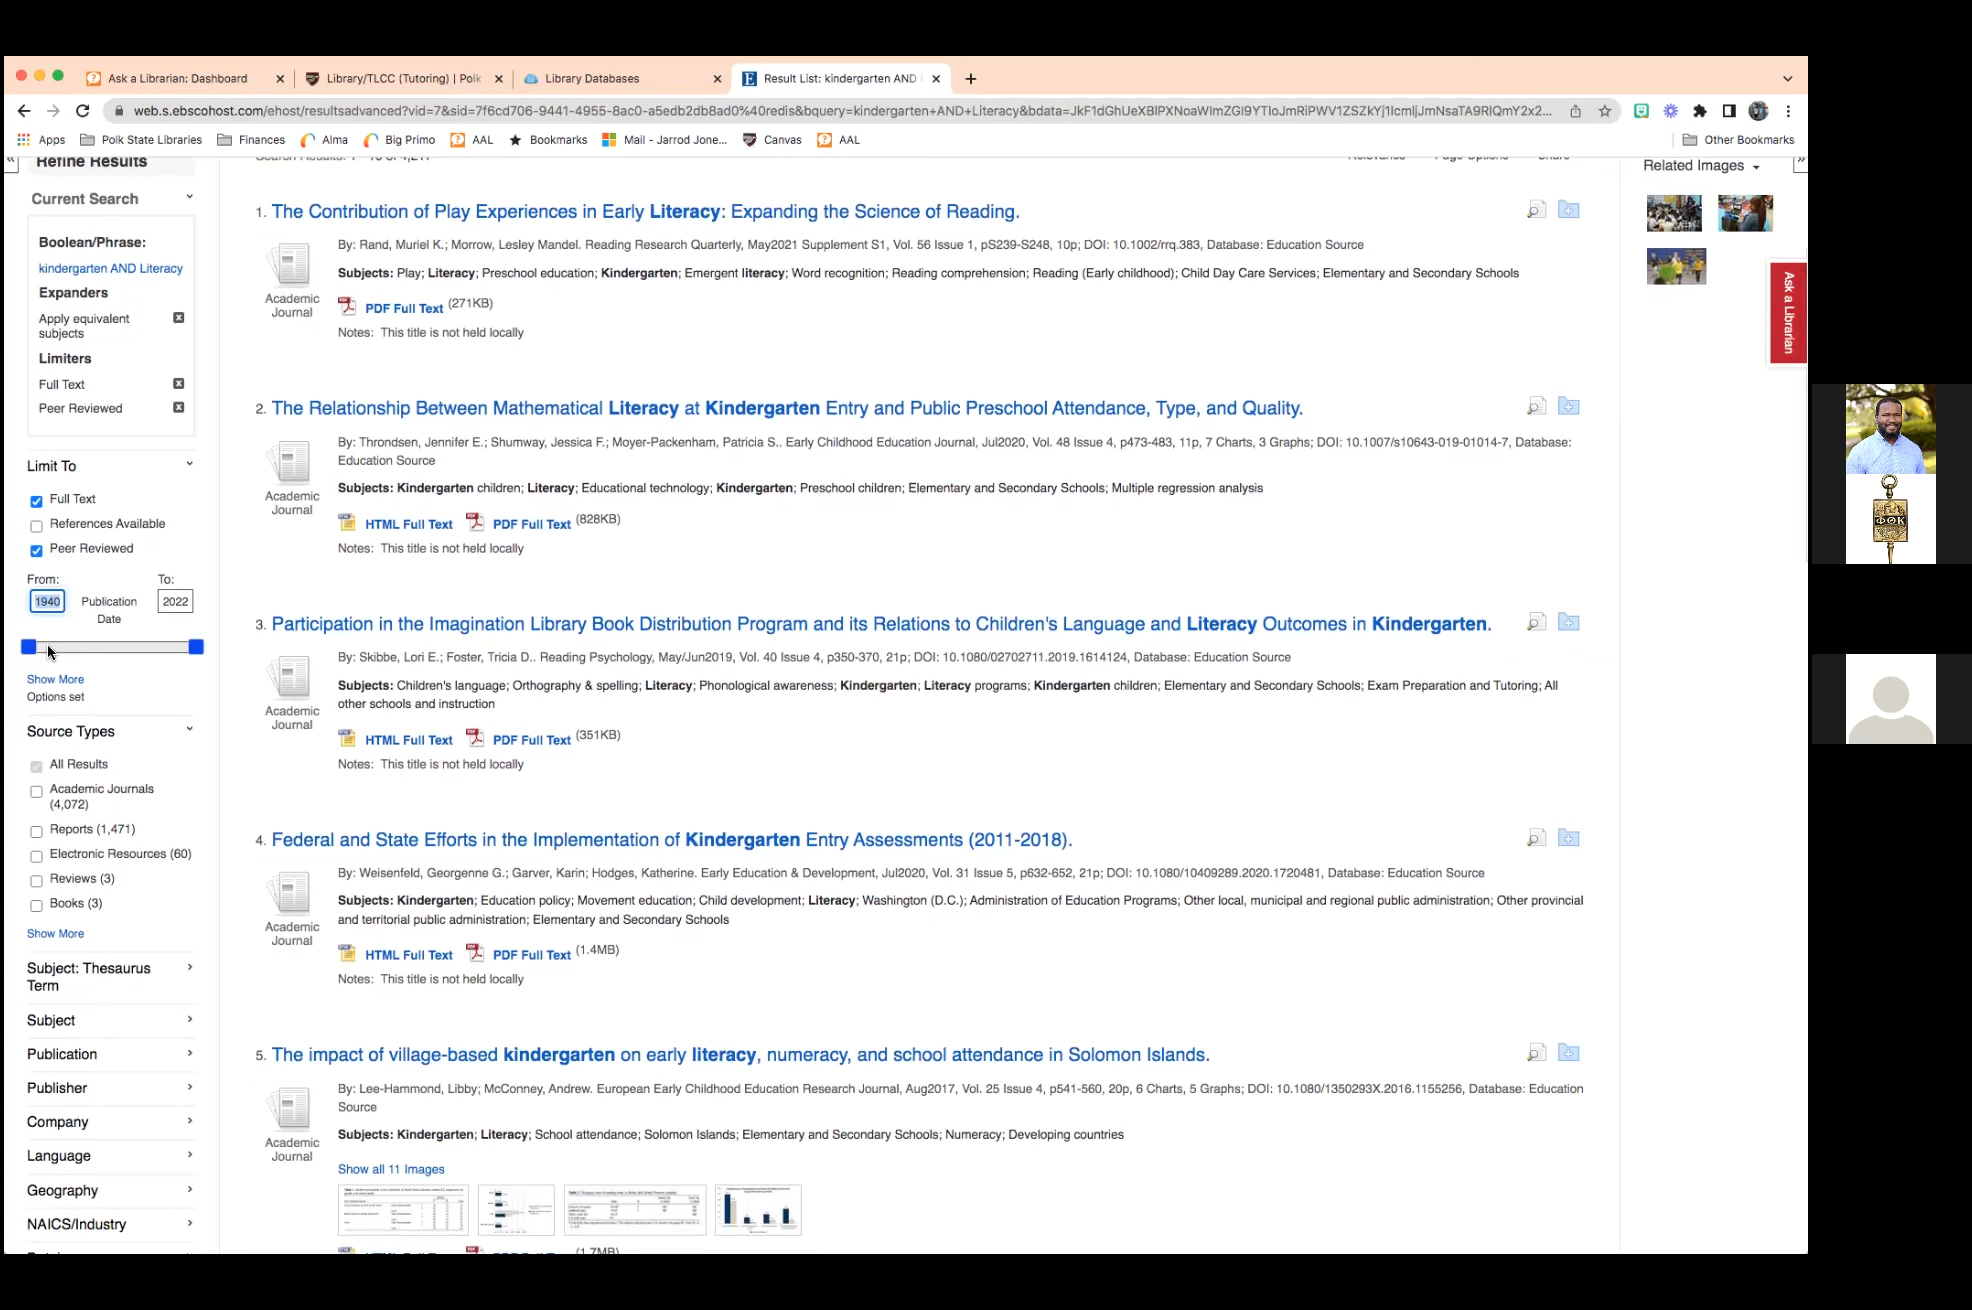 Ask a Librarian: Dashboard
Library/TLCC (Tutoring) | Polk
Library Databases
Result List: kindergarten AND
web.s.ebscohost.com/ehost/resultsadvanced?vid=7&sid=7f6cd706-9441-4955-8ac0-a5edb2db8ad0%40redis&bquery=kindergarten+AND+Literacy&bdata=
Apps
Polk State Libraries
Finances
Alma
Big Primo
AAL
Bookmarks
Mail - Jarrod Jone...
Canvas
AAL
Other Bookmarks
Refine Results
Current Search
Boolean/Phrase:
kindergarten AND Literacy
Expanders
Apply equivalent
subjects
Limiters
Full Text
Peer Reviewed
Limit To
Full Text
References Available
Peer Reviewed
From:
To:
1940
Publication
Date
2022
Show More
Options set
Source Types
All Results
Academic Journals
(4,072)
Reports (1,471)
Electronic Resources (60)
Reviews (3)
Books (3)
Show More
Subject: Thesaurus
Term
Subject
Publication
Publisher
Company
Language
Geography
NAICS/Industry
1. The Contribution of Play Experiences in Early Literacy: Expanding the Science of Reading.
By: Rand, Muriel K.; Morrow, Lesley Mandel. Reading Research Quarterly, May2021 Supplement S1, Vol. 56 Issue 1, pS239-S248, 10p; DOI: 10.1002/rrq.383, Database: Education Source
Subjects: Play; Literacy; Preschool education; Kindergarten; Emergent literacy; Word recognition; Reading comprehension; Reading (Early childhood); Child Day Care Services; Elementary and Secondary Schools
Academic
Journal
PDF Full Text (271KB)
Notes: This title is not held locally
2. The Relationship Between Mathematical Literacy at Kindergarten Entry and Public Preschool Attendance, Type, and Quality.
By: Throndsen, Jennifer E.; Shumway, Jessica F.; Moyer-Packenham, Patricia S.. Early Childhood Education Journal, Jul2020, Vol. 48 Issue 4, p473-483, 11p, 7 Charts, 3 Graphs; DOI: 10.1007/s10643-019-01014-7, Database:
Education Source
Subjects: Kindergarten children; Literacy; Educational technology; Kindergarten; Preschool children; Elementary and Secondary Schools; Multiple regression analysis
Academic
Journal
HTML Full Text PDF Full Text (828KB)
Notes: This title is not held locally
3. Participation in the Imagination Library Book Distribution Program and its Relations to Children's Language and Literacy Outcomes in Kindergarten.
By: Skibbe, Lori E.; Foster, Tricia D.. Reading Psychology, May/Jun2019, Vol. 40 Issue 4, p350-370, 21p; DOI: 10.1080/02702711.2019.1614124, Database: Education Source
Subjects: Children's language; Orthography & spelling; Literacy; Phonological awareness; Kindergarten; Literacy programs; Kindergarten children; Elementary and Secondary Schools; Exam Preparation and Tutoring; All
other schools and instruction
Academic
Journal
HTML Full Text PDF Full Text (351KB)
Notes: This title is not held locally
4. Federal and State Efforts in the Implementation of Kindergarten Entry Assessments (2011-2018).
By: Weisenfeld, Georgenne G.; Garver, Karin; Hodges, Katherine. Early Education & Development, Jul2020, Vol. 31 Issue 5, p632-652, 21p; DOI: 10.1080/10409289.2020.1720481, Database: Education Source
Subjects: Kindergarten; Education policy; Movement education; Child development; Literacy; Washington (D.C.); Administration of Education Programs; Other local, municipal and regional public administration; Other provincial
and territorial public administration; Elementary and Secondary Schools
Academic
Journal
HTML Full Text PDF Full Text (1.4MB)
Notes: This title is not held locally
5. The impact of village-based kindergarten on early literacy, numeracy, and school attendance in Solomon Islands.
By: Lee-Hammond, Libby; McConney, Andrew. European Early Childhood Education Research Journal, Aug2017, Vol. 25 Issue 4, p541-560, 20p, 6 Charts, 5 Graphs; DOI: 10.1080/1350293X.2016.1155256, Database: Education
Source
Subjects: Kindergarten; Literacy; School attendance; Solomon Islands; Elementary and Secondary Schools; Numeracy; Developing countries
Academic
Journal
Show all 11 Images
Related Images
Ask a Librarian
ΦΘΚ